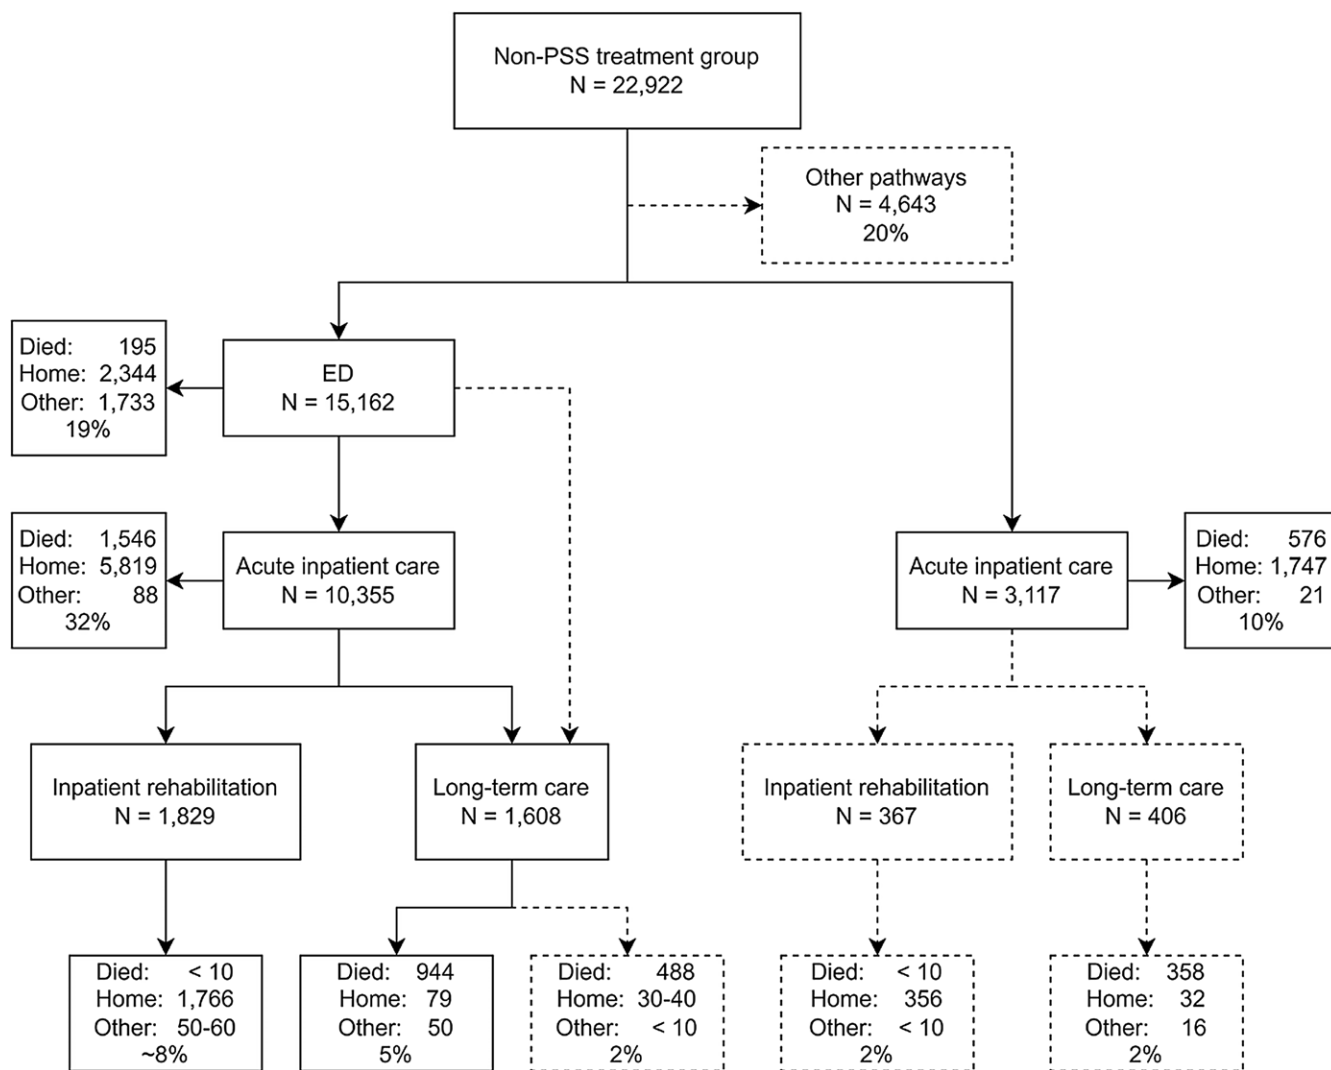 Non-PSS treatment group
N = 22,922
Other pathways
N = 4,643
20%
Died: 195
Home: 2,344
Other: 1,733
19%
ED
N = 15,162
Died: 1,546
Home: 5,819
Other: 88
32%
Acute inpatient care
N = 10,355
Acute inpatient care
N = 3,117
Died: 576
Home: 1,747
Other: 21
10%
Inpatient rehabilitation
N = 1,829
Long-term care
N = 1,608
Inpatient rehabilitation
N = 367
Long-term care
N = 406
Died: < 10
Home: 1,766
Other: 50-60
~8%
Died: 944
Home: 79
Other: 50
5%
Died: 488
Home: 30-40
Other: < 10
2%
Died: < 10
Home: 356
Other: < 10
2%
Died: 358
Home: 32
Other: 16
2%